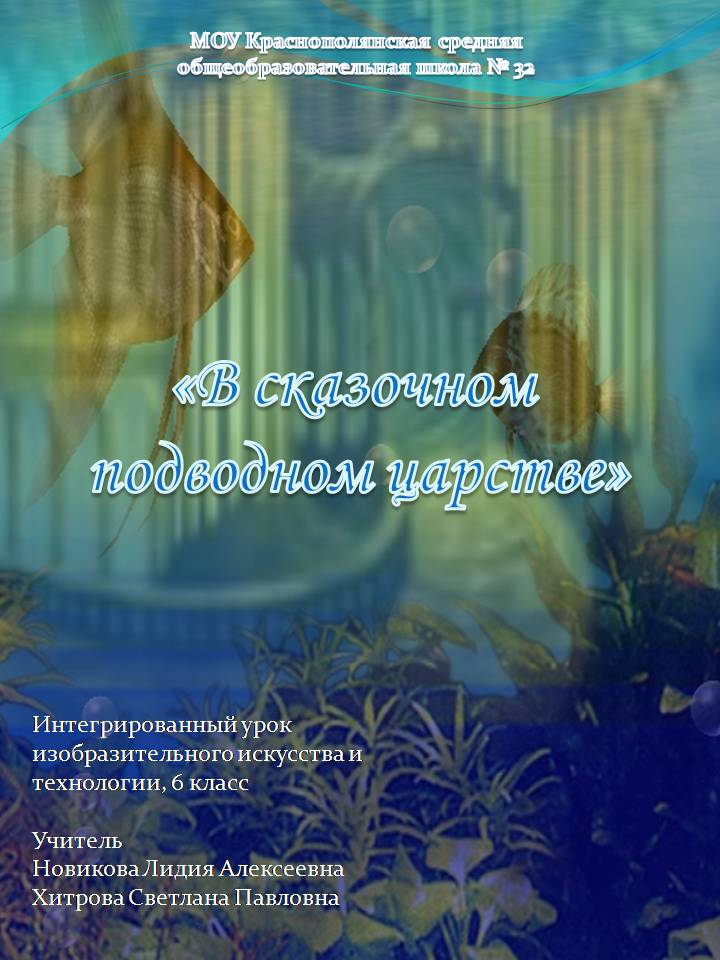 МОУ Краснополянская средняя
общеобразовательная школа № 32
«В сказочном
подводном царстве»
Интегрированный урок
изобразительного искусства и
технологии, 6 класс
Учитель
Новикова Лидия Алексеевна
Хитрова Светлана Павловна